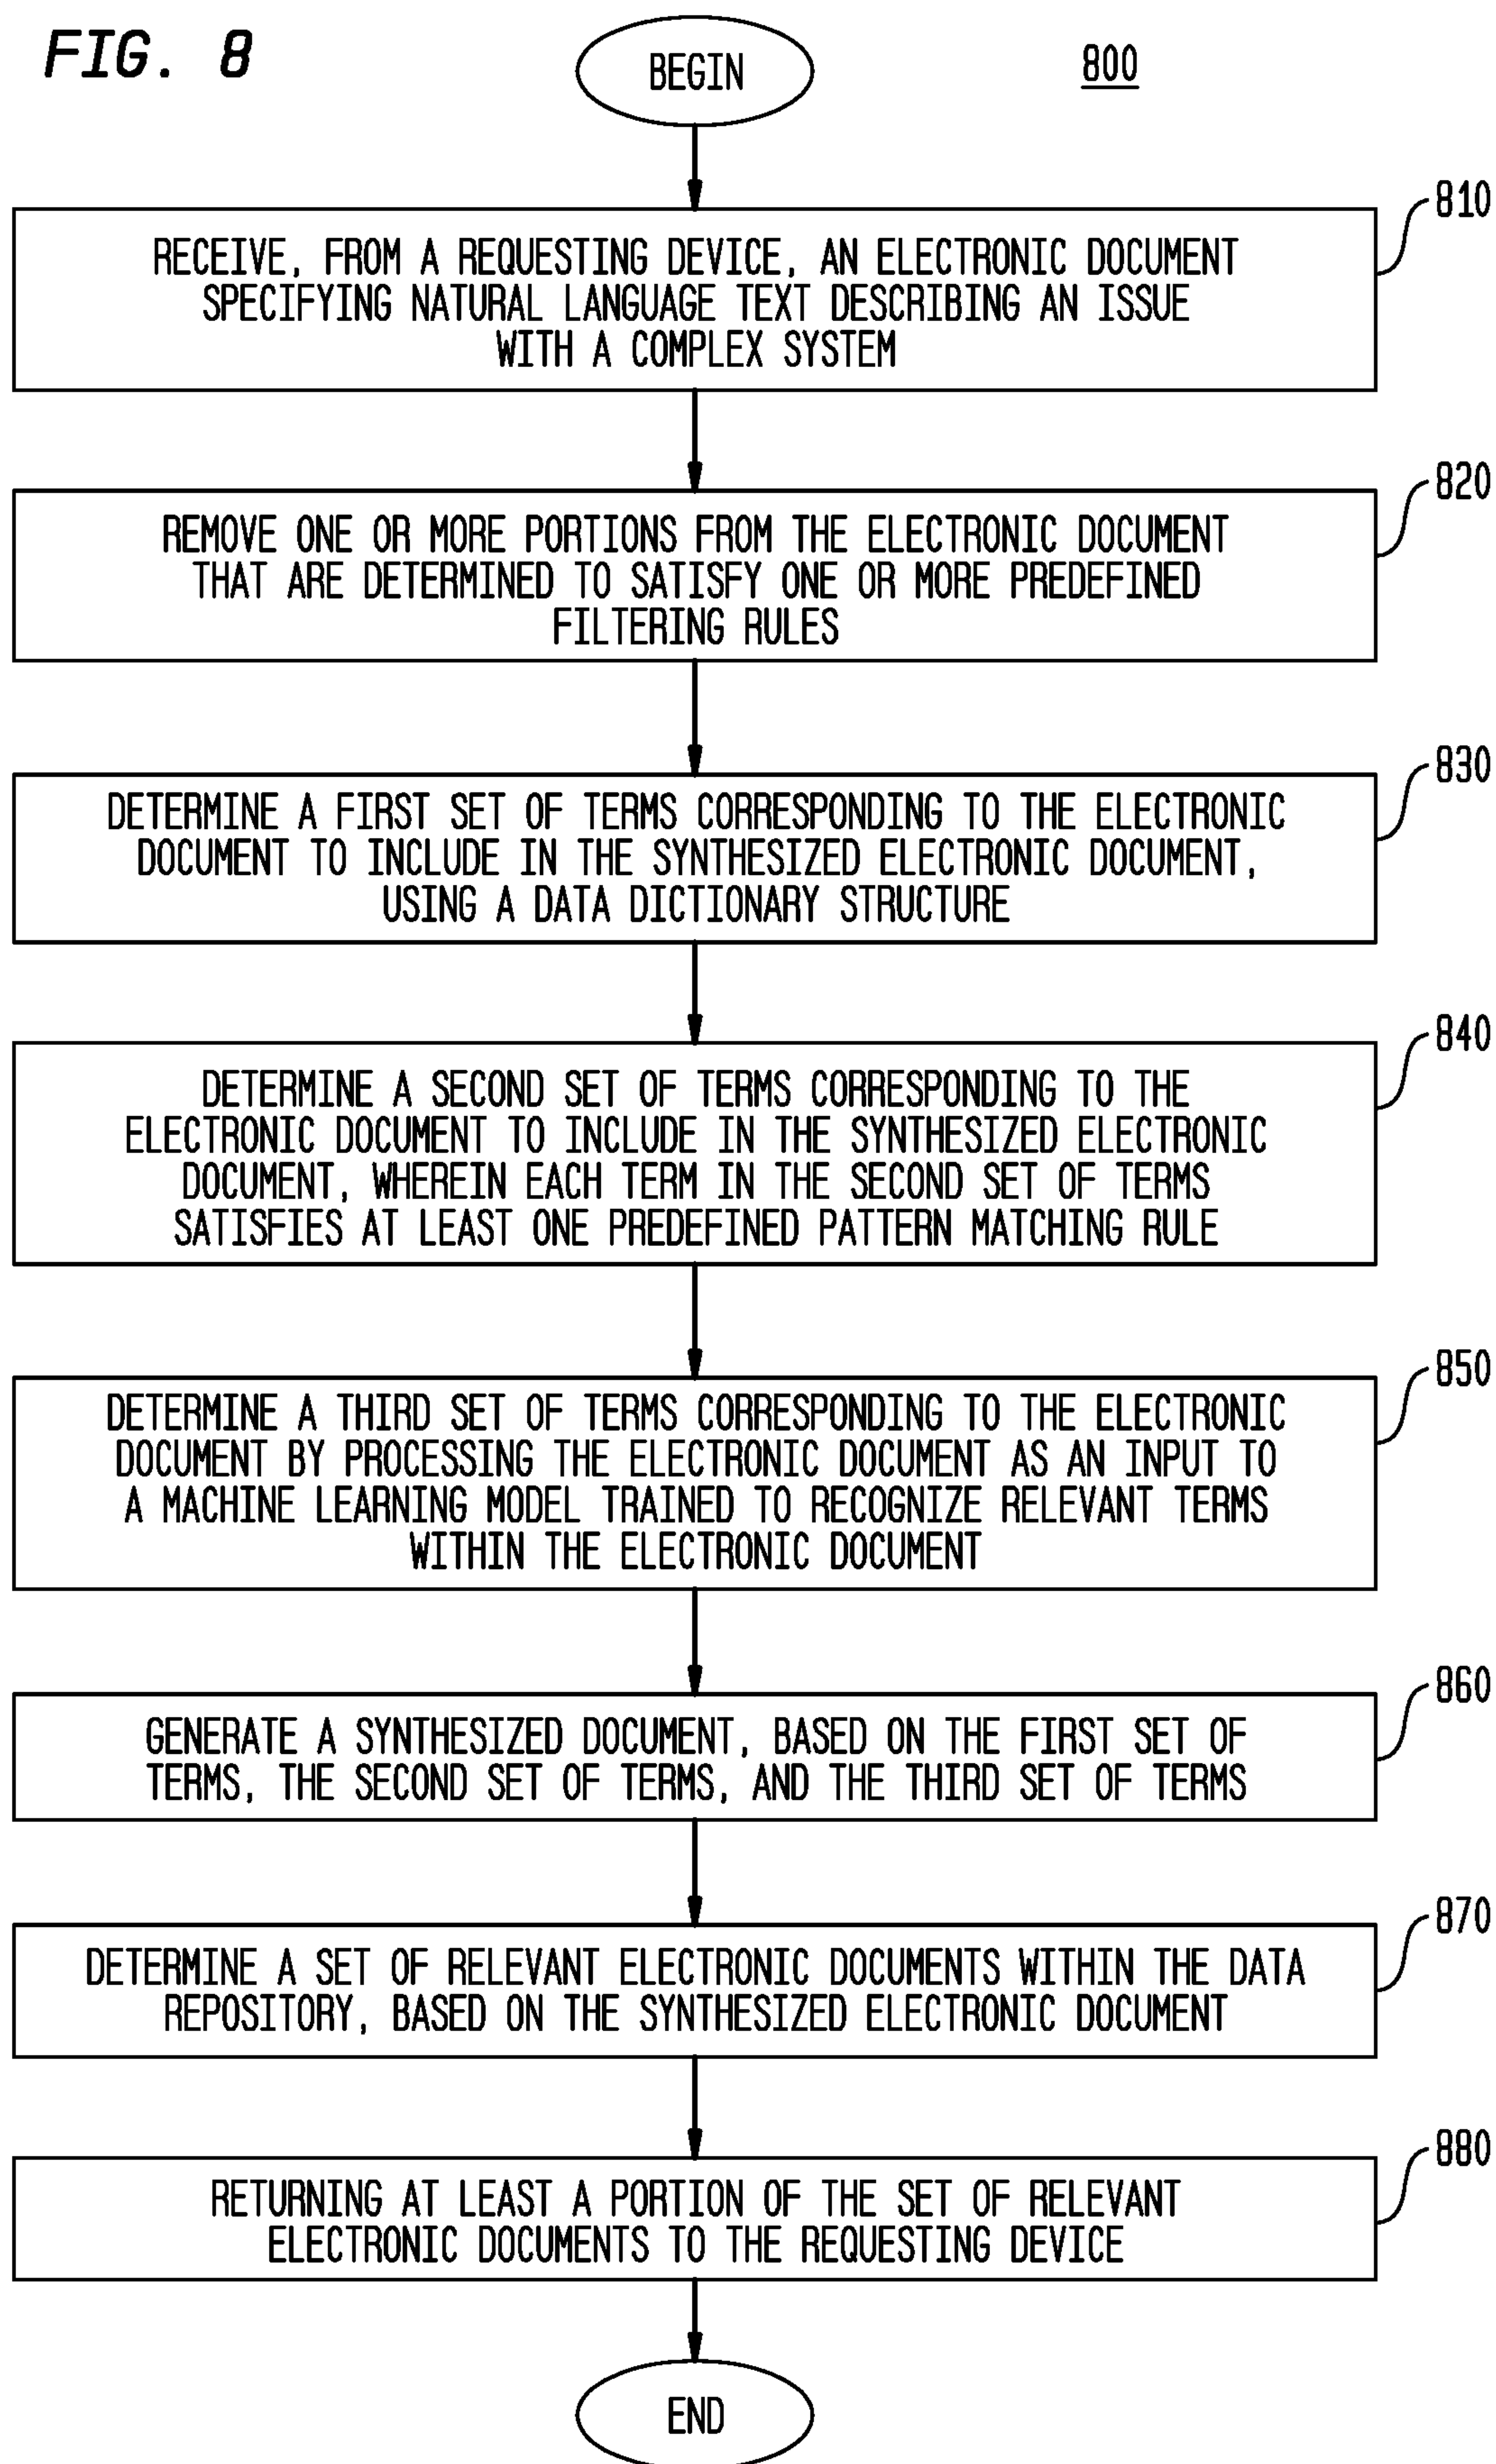 FIG. 8
BEGIN
800
810
RECEIVE, FROM A REQUESTING DEVICE, AN ELECTRONIC DOCUMENT
SPECIFYING NATURAL LANGUAGE TEXT DESCRIBING AN ISSUE
WITH A COMPLEX SYSTEM
820
REMOVE ONE OR MORE PORTIONS FROM THE ELECTRONIC DOCUMENT
THAT ARE DETERMINED TO SATISFY ONE OR MORE PREDEFINED
FILTERING RULES
830
DETERMINE A FIRST SET OF TERMS CORRESPONDING TO THE ELECTRONIC
DOCUMENT TO INCLUDE IN THE SYNTHESIZED ELECTRONIC DOCUMENT,
USING A DATA DICTIONARY STRUCTURE
840
DETERMINE A SECOND SET OF TERMS CORRESPONDING TO THE
ELECTRONIC DOCUMENT TO INCLUDE IN THE SYNTHESIZED ELECTRONIC
DOCUMENT, WHEREIN EACH TERM IN THE SECOND SET OF TERMS
SATISFIES AT LEAST ONE PREDEFINED PATTERN MATCHING RULE
850
DETERMINE A THIRD SET OF TERMS CORRESPONDING TO THE ELECTRONIC
DOCUMENT BY PROCESSING THE ELECTRONIC DOCUMENT AS AN INPUT TO
A MACHINE LEARNING MODEL TRAINED TO RECOGNIZE RELEVANT TERMS
WITHIN THE ELECTRONIC DOCUMENT
860
GENERATE A SYNTHESIZED DOCUMENT, BASED ON THE FIRST SET OF
TERMS, THE SECOND SET OF TERMS, AND THE THIRD SET OF TERMS
870
DETERMINE A SET OF RELEVANT ELECTRONIC DOCUMENTS WITHIN THE DATA
REPOSITORY, BASED ON THE SYNTHESIZED ELECTRONIC DOCUMENT
880
RETURNING AT LEAST A PORTION OF THE SET OF RELEVANT
ELECTRONIC DOCUMENTS TO THE REQUESTING DEVICE
END